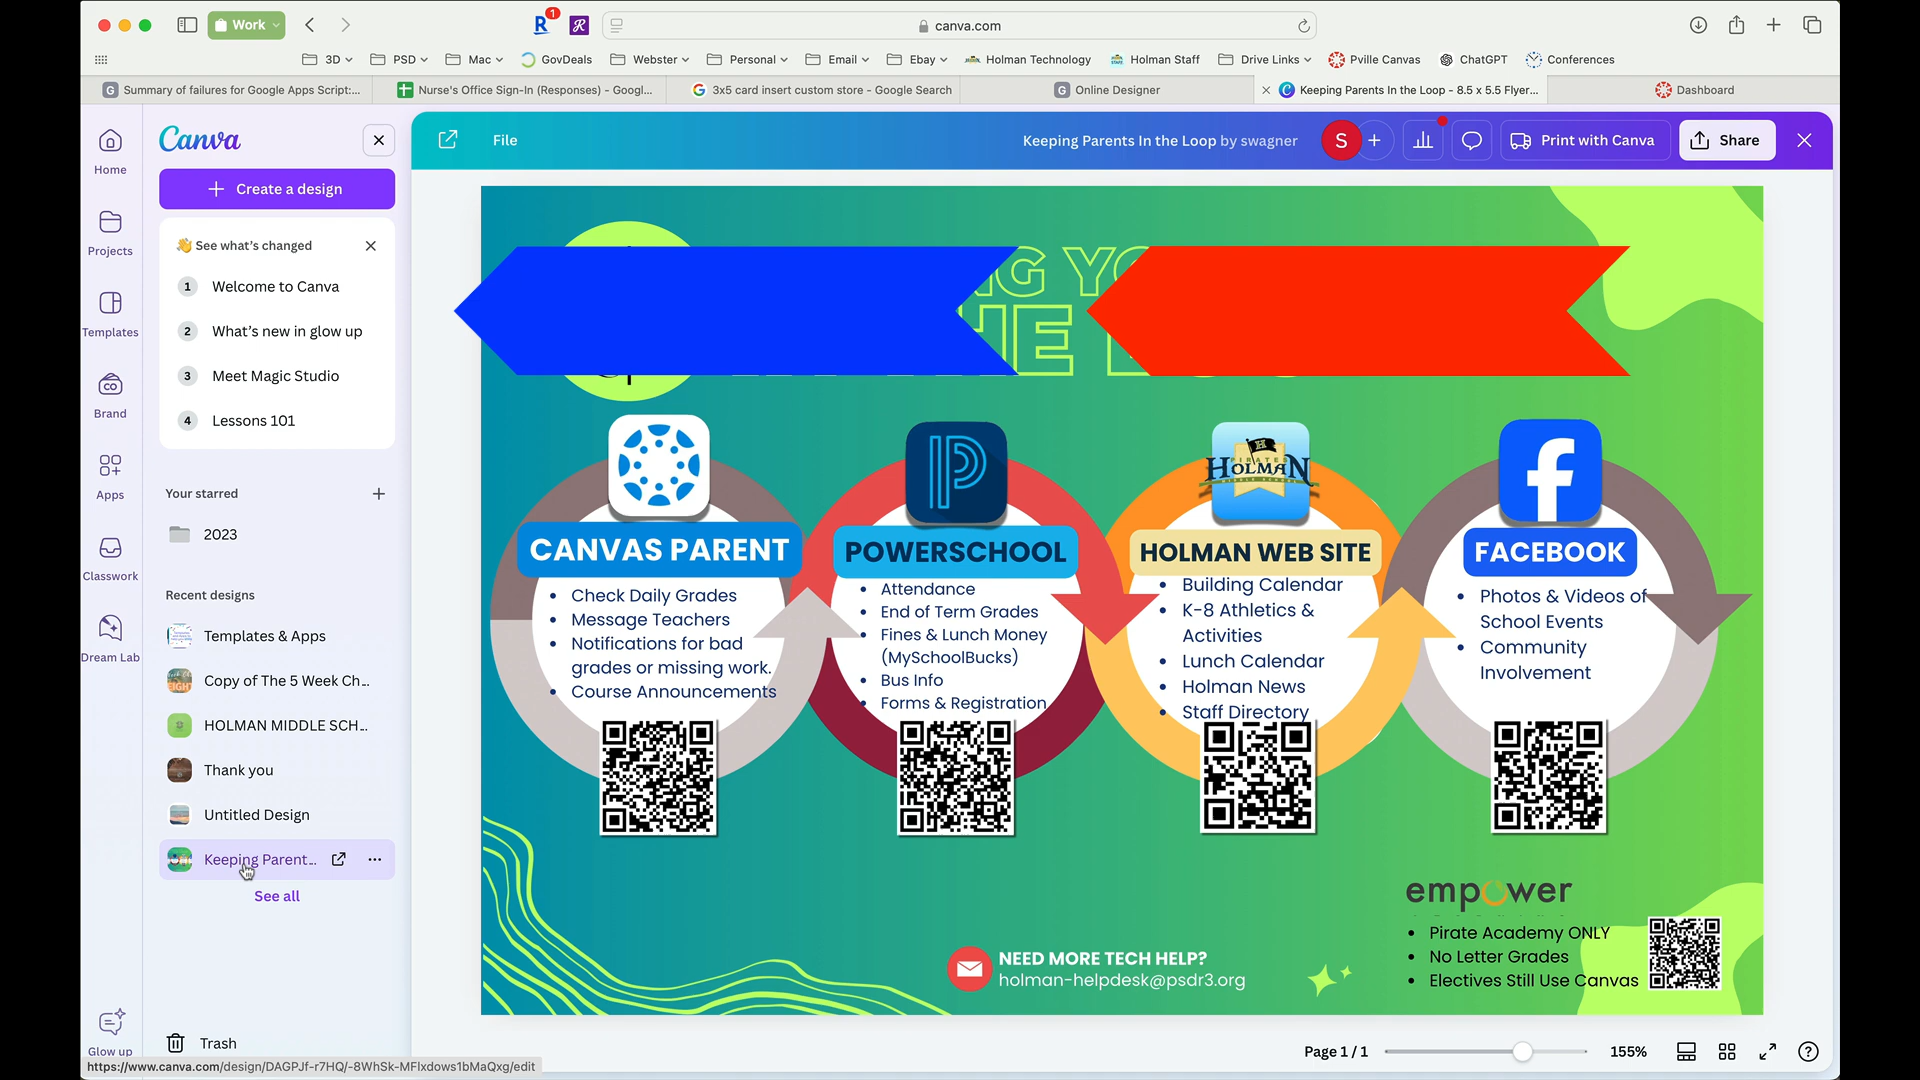 1
Work
canva.com
3D
PSD
Mac
GovDeals
Webster
Personal
Email
Ebay
Holman Technology
Holman Staff
Drive Links
Pville Canvas
ChatGPT
Conferences
Summary of failures for Google Apps Script:...
Nurse's Office Sign-In (Responses) - Googl...
3x5 card insert custom store - Google Search
Online Designer
Keeping Parents In the Loop - 8.5 x 5.5 Flyer...
Dashboard
Home
Projects
Templates
Brand
Apps
Classwork
Dream Lab
Glow up
Canva
Create a design
See what's changed
1 Welcome to Canva
2 What's new in glow up
3 Meet Magic Studio
4 Lessons 101
Your starred
2023
Recent designs
Templates & Apps
Copy of The 5 Week Ch...
HOLMAN MIDDLE SCH...
Thank you
Untitled Design
Keeping Parent...
See all
Trash
https://www.canva.com/design/DAGPJf-r7HQ/-8WhSk-MFlxdows1bMaQxg/edit
File
Keeping Parents In the Loop by swagner
S
Print with Canva
Share
CANVAS PARENT
• Check Daily Grades
• Message Teachers
• Notifications for bad
grades or missing work.
• Course Announcements
POWERSCHOOL
• Attendance
• End of Term Grades
• Fines & Lunch Money
(MySchoolBucks)
• Bus Info
• Forms & Registration
PIRATES
HOLMAN
HOLMAN WEB SITE
• Building Calendar
• K-8 Athletics &
Activities
• Lunch Calendar
• Holman News
• Staff Directory
FACEBOOK
• Photos & Videos of
School Events
• Community
Involvement
NEED MORE TECH HELP?
holman-helpdesk@psdr3.org
empower
• Pirate Academy ONLY
• No Letter Grades
• Electives Still Use Canvas
Page 1 / 1
155%